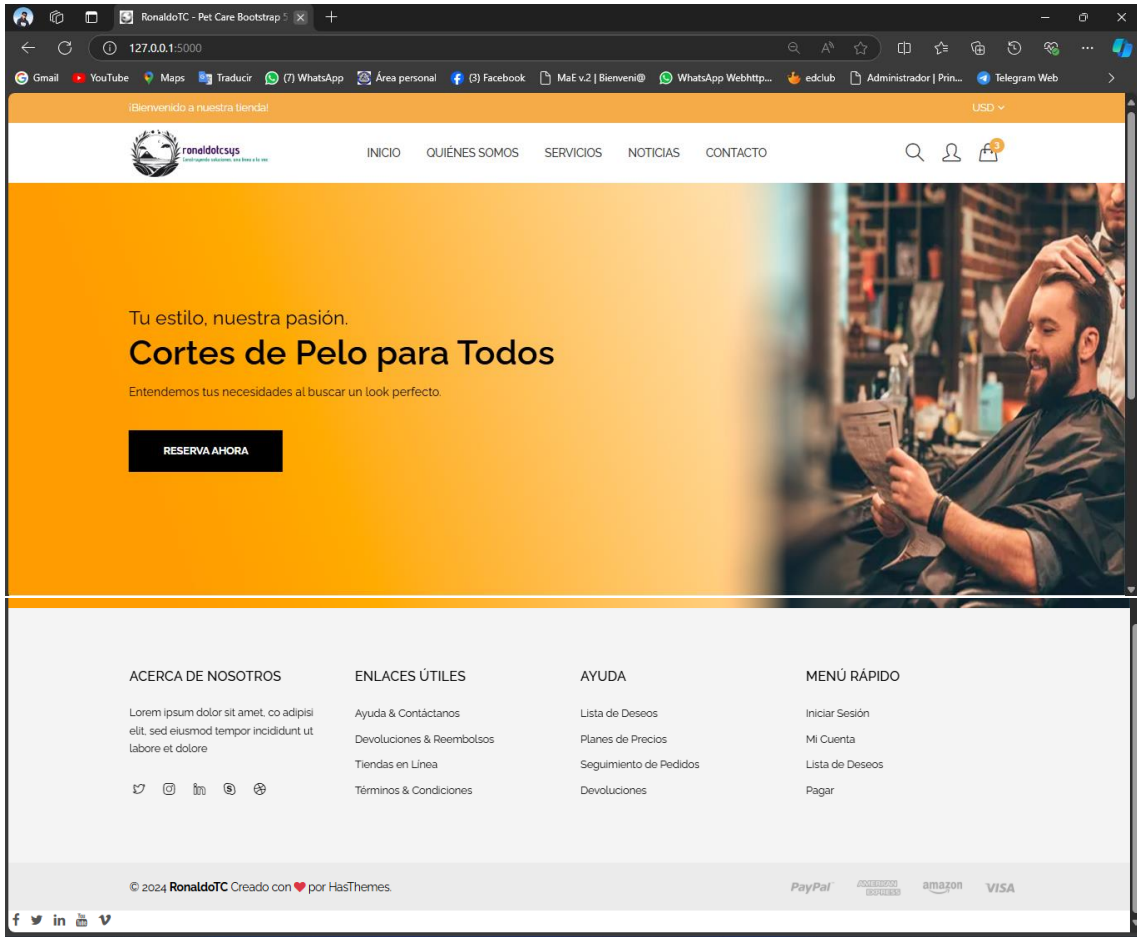 RonaldoTC - Pet Care Bootstrap 5
127.0.0.1:5000
Gmail YouTube Maps Traducir (7) WhatsApp Área personal (3) Facebook MaE v.2 | Bienveni@ WhatsApp Webhttp... edclub Administrador | Prin... Telegram Web
¡Bienvenido a nuestra tienda! USD
ronaldotcsys
Construyendo soluciones, una línea a la vez
INICIO QUIÉNES SOMOS SERVICIOS NOTICIAS CONTACTO 3
Tu estilo, nuestra pasión.
Cortes de Pelo para Todos
Entendemos tus necesidades al buscar un look perfecto.
RESERVA AHORA
ACERCA DE NOSOTROS ENLACES ÚTILES AYUDA MENÚ RÁPIDO
Lorem ipsum dolor sit amet, co adipisi Ayuda & Contáctanos Lista de Deseos Iniciar Sesión
elit, sed eiusmod tempor incididunt ut Devoluciones & Reembolsos Planes de Precios Mi Cuenta
labore et dolore Tiendas en Línea Seguimiento de Pedidos Lista de Deseos
Términos & Condiciones Devoluciones Pagar
© 2024 RonaldoTC Creado con ❤ por HasThemes. PayPal AMERICAN EXPRESS amazon VISA